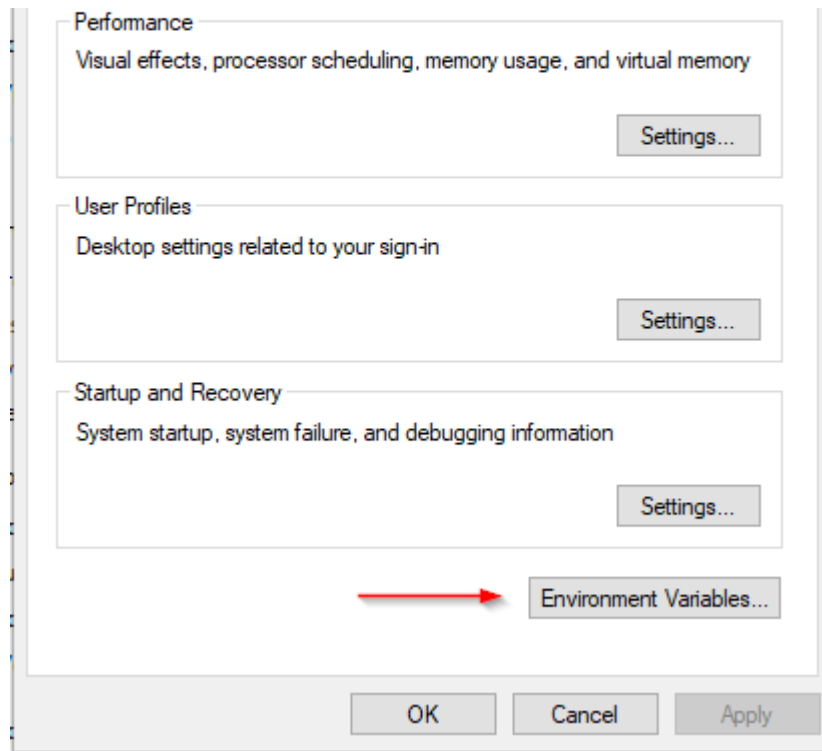 Performance
Visual effects, processor scheduling, memory usage, and virtual memory
Settings...
User Profiles
Desktop settings related to your sign-in
Settings...
Startup and Recovery
System startup, system failure, and debugging information
Settings...
Environment Variables...
OK
Cancel
Apply